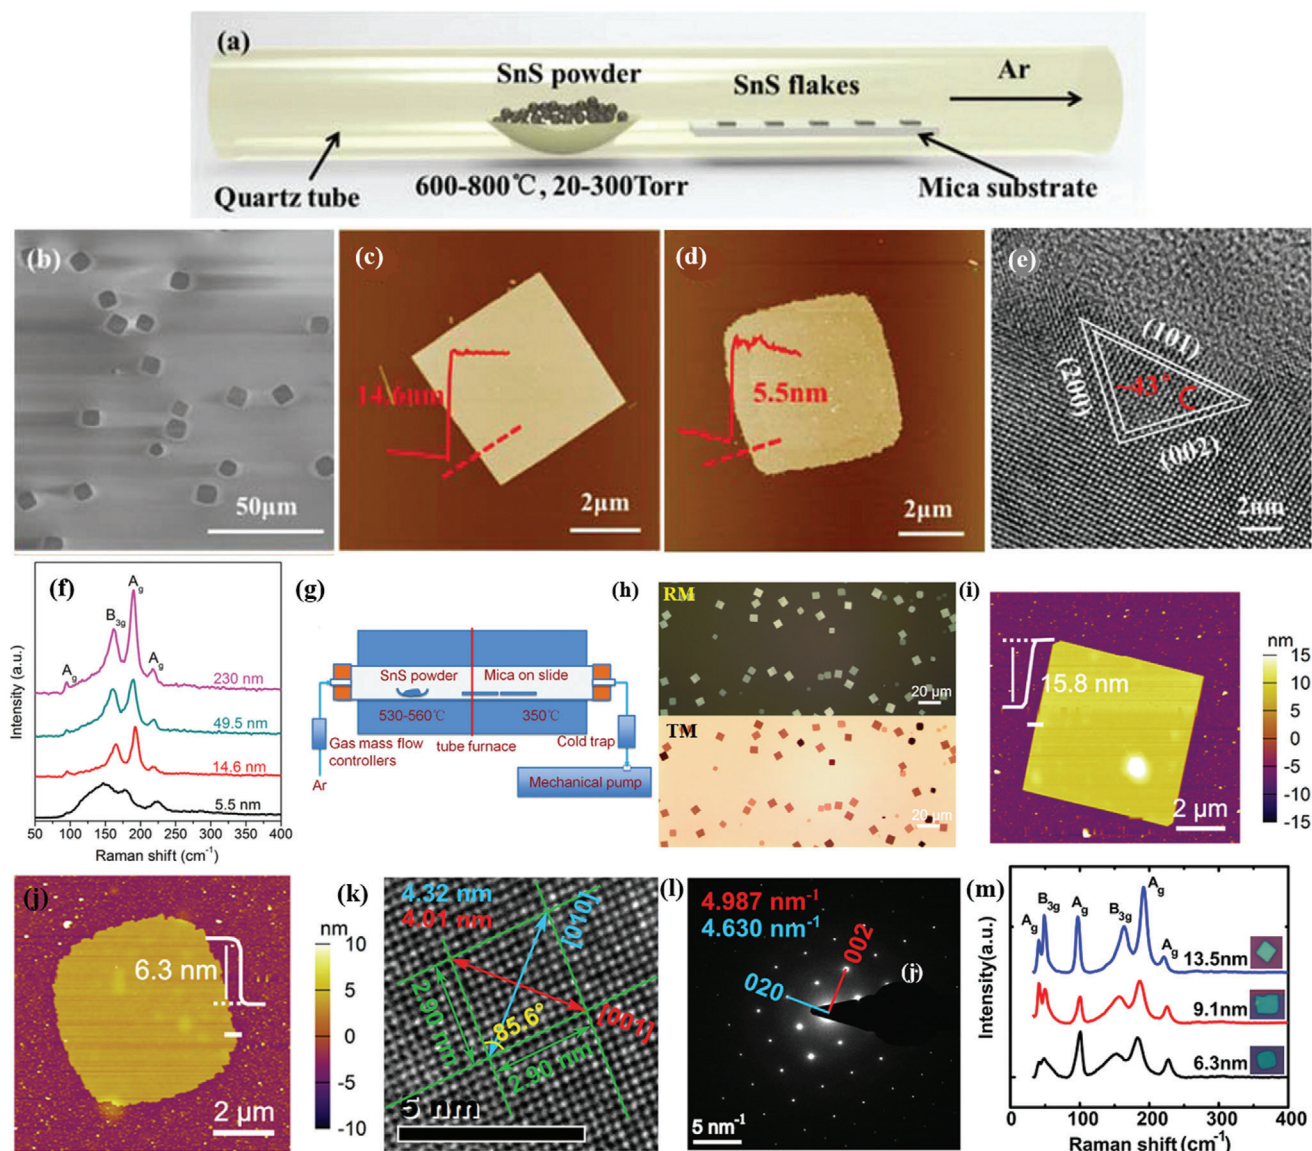 (a)
SnS powder
SnS flakes
Ar
Quartz tube
600-800℃, 20-300Torr
Mica substrate
(b)
50μm
(c)
14.6μm
2μm
(d)
5.5nm
2μm
(e)
(101)
(200)
~43°
(002)
2nm
(f)
Intensity (a.u.)
Ag
B3g
Ag
Ag
230 nm
49.5 nm
14.6 nm
5.5 nm
50 100 150 200 250 300 350 400
Raman shift (cm-1)
(g)
SnS powder
Mica on slide
530-560℃
350℃
Gas mass flow
controllers
tube furnace
Cold trap
Ar
Mechanical pump
(h)
RM
20 μm
TM
20 μm
(i)
15.8 nm
2 μm
nm
15
10
5
0
-5
-10
-15
(j)
6.3 nm
2 μm
nm
10
5
0
-5
-10
(k)
4.32 nm
4.01 nm
[010]
2.90 nm
85.6°
[001]
2.90 nm
5 nm
(l)
4.987 nm-1
4.630 nm-1
002
020
(j)
5 nm-1
(m)
Intensity(a.u.)
Ag
B3g
Ag
B3g
Ag
Ag
13.5nm
9.1nm
6.3nm
0 100 200 300 400
Raman shift (cm-1)